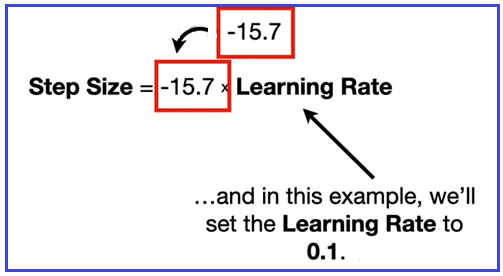 -15.7
Step Size = -15.7 × Learning Rate
…and in this example, we’ll
set the Learning Rate to
0.1.